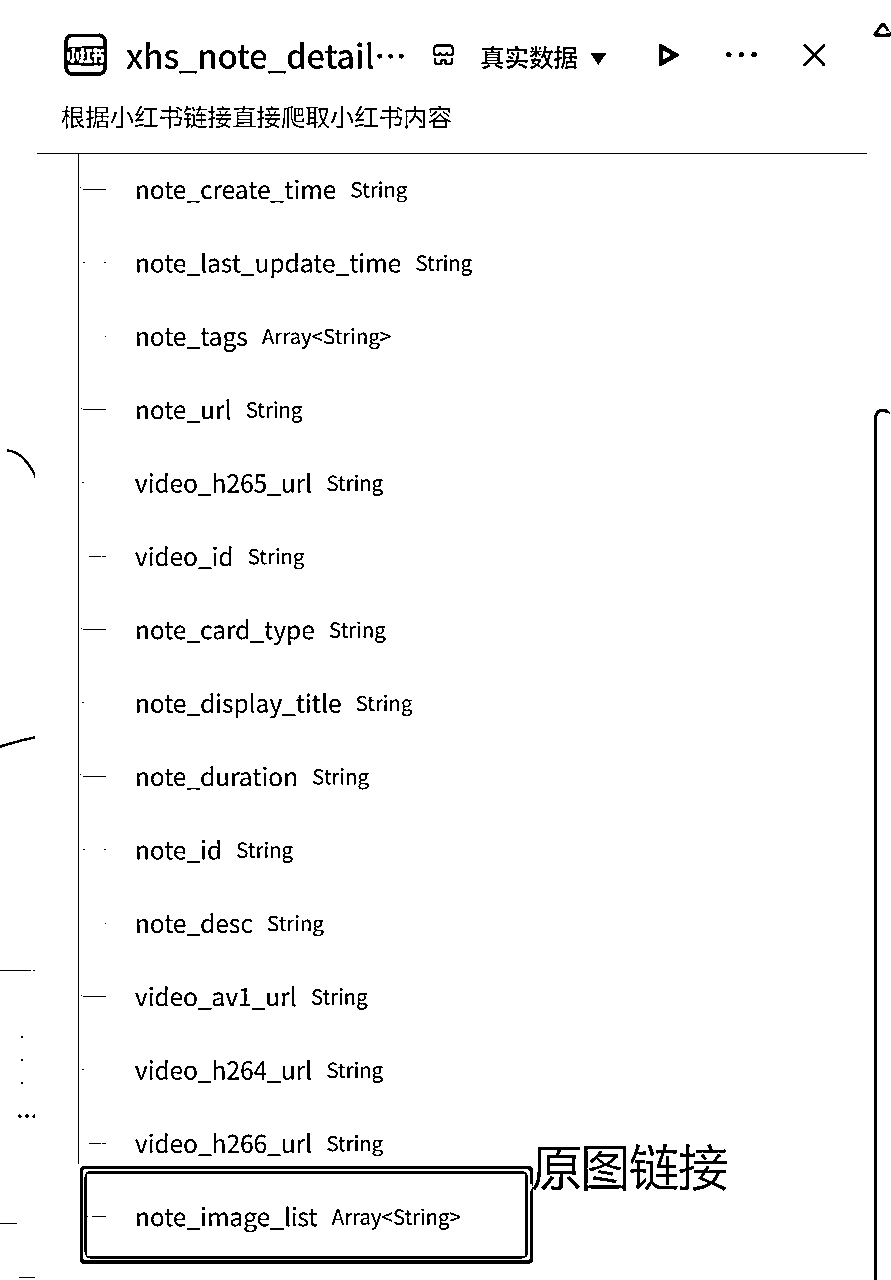 小红书 xhs_note_detail··· 真实数据
根据小红书链接直接爬取小红书内容
note_create_time String
note_last_update_time String
note_tags Array<String>
note_url String
video_h265_url String
video_id String
note_card_type String
note_display_title String
note_duration String
note_id String
note_desc String
video_av1_url String
video_h264_url String
video_h266_url String
原图链接
note_image_list Array<String>